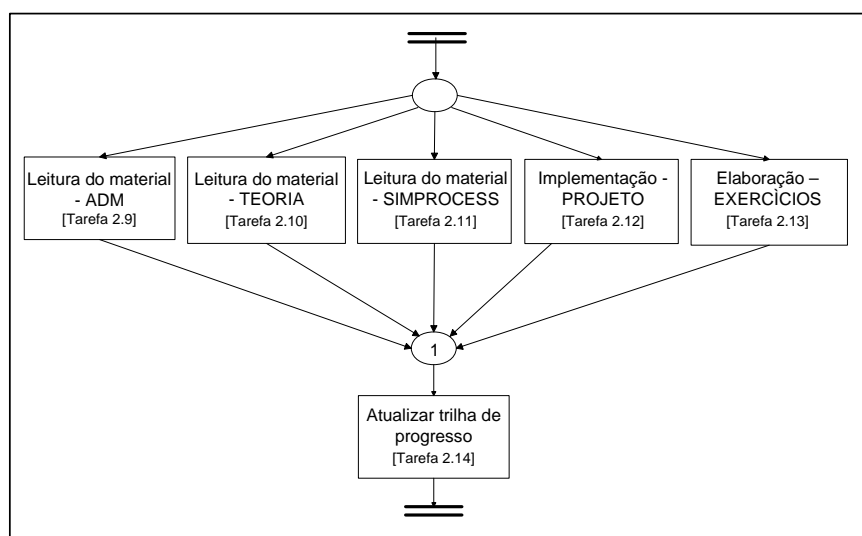 Leitura do material
- ADM
[Tarefa 2.9]
Leitura do material
- TEORIA
[Tarefa 2.10]
Leitura do material
- SIMPROCESS
[Tarefa 2.11]
Implementação -
PROJETO
[Tarefa 2.12]
Elaboração –
EXERCÌCIOS
[Tarefa 2.13]
1
Atualizar trilha de
progresso
[Tarefa 2.14]